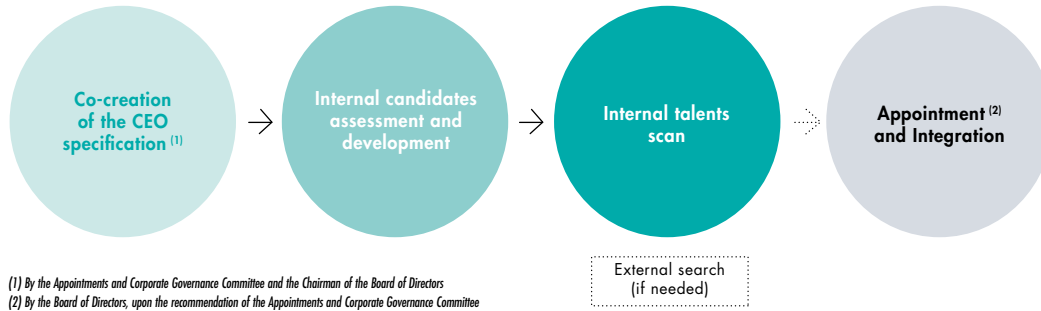 Co-creation
of the CEO
specification (1)
Internal candidates
assessment and
development
Internal talents
scan
Appointment (2)
and Integration
External search
(if needed)
(1) By the Appointments and Corporate Governance Committee and the Chairman of the Board of Directors
(2) By the Board of Directors, upon the recommendation of the Appointments and Corporate Governance Committee